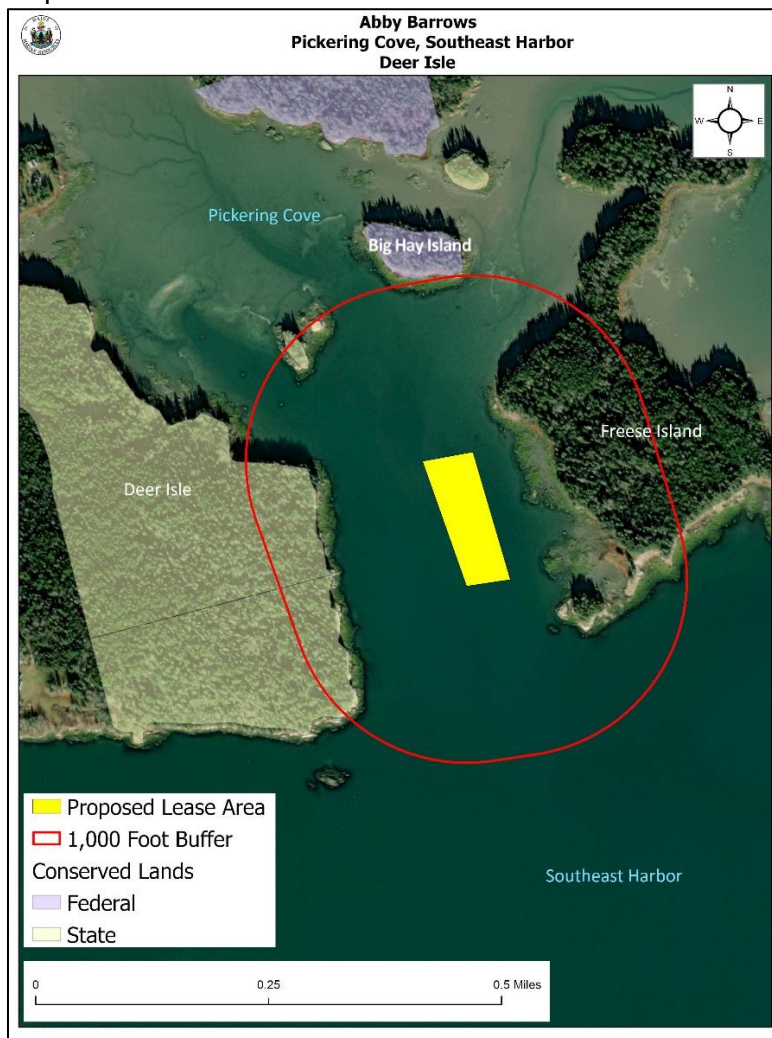 Abby Barrows
Pickering Cove, Southeast Harbor
Deer Isle
N
W E
S
Pickering Cove
Big Hay Island
Freese Island
Deer Isle
Proposed Lease Area
1,000 Foot Buffer
Conserved Lands
Federal
State
Southeast Harbor
0 0.25 0.5 Miles